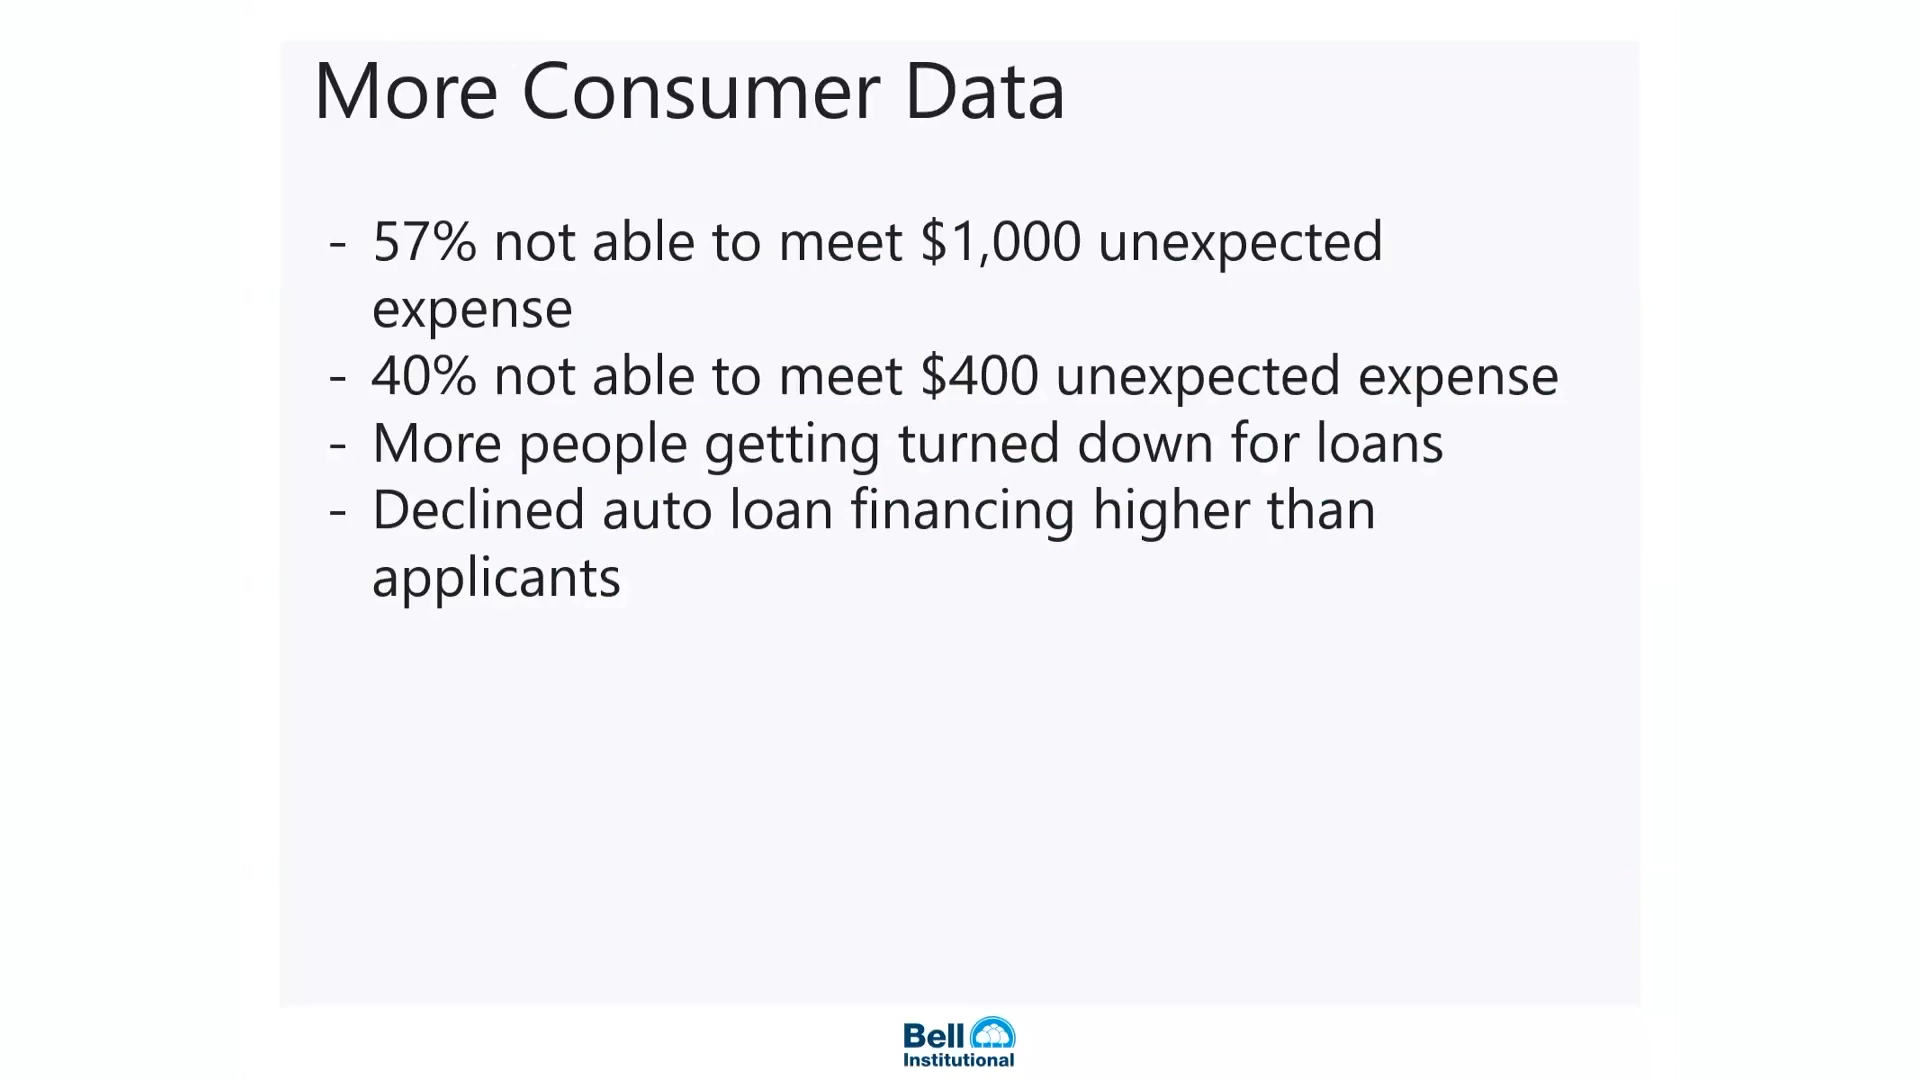 More Consumer Data
- 57% not able to meet $1,000 unexpected
expense
- 40% not able to meet $400 unexpected expense
- More people getting turned down for loans
- Declined auto loan financing higher than
applicants
Bell
Institutional